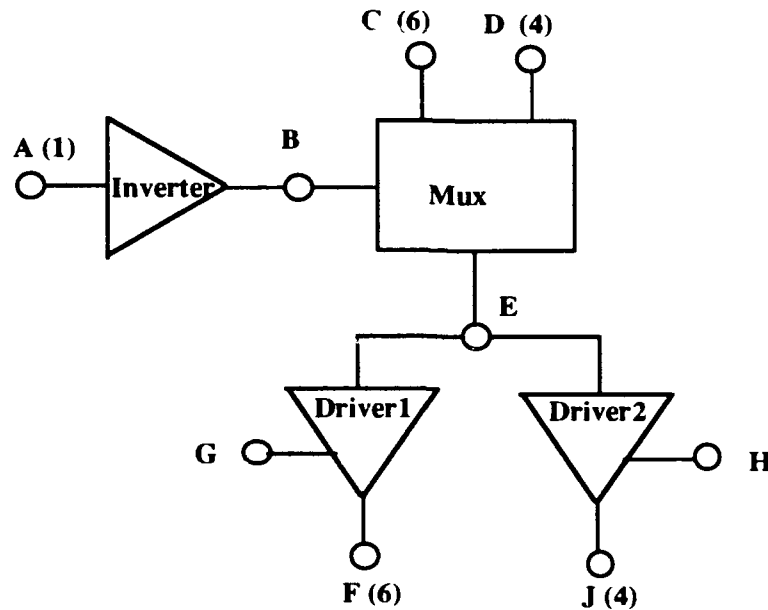 C (6)
D (4)
A (1)
B
Inverter
Mux
E
Driver1
Driver2
G
H
F (6)
J (4)